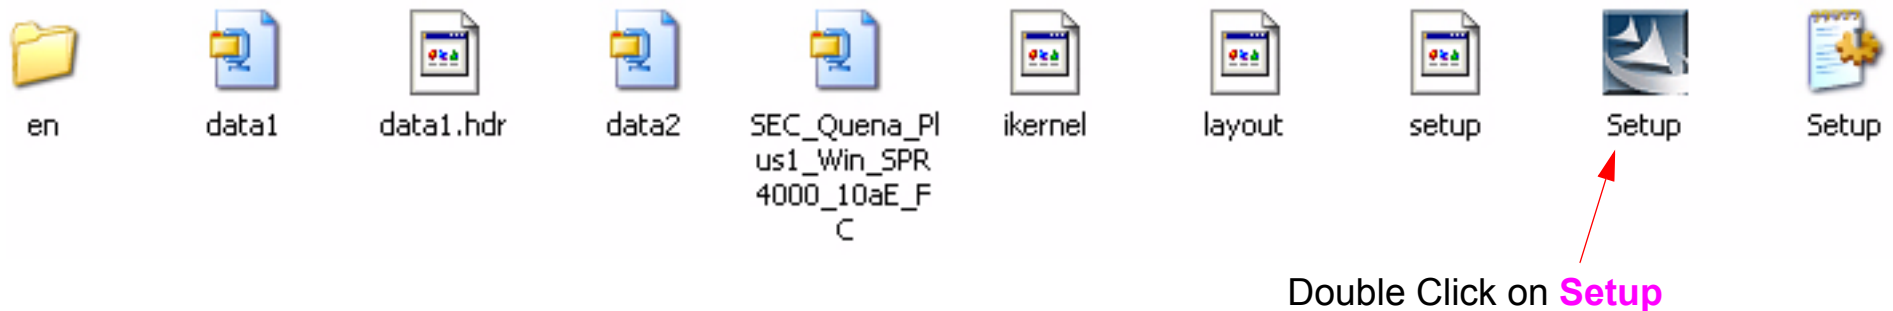 en
data1
data1.hdr
data2
SEC_Quena_Pl
us1_Win_SPR
4000_10aE_F
C
ikernel
layout
setup
Setup
Setup
Double Click on Setup